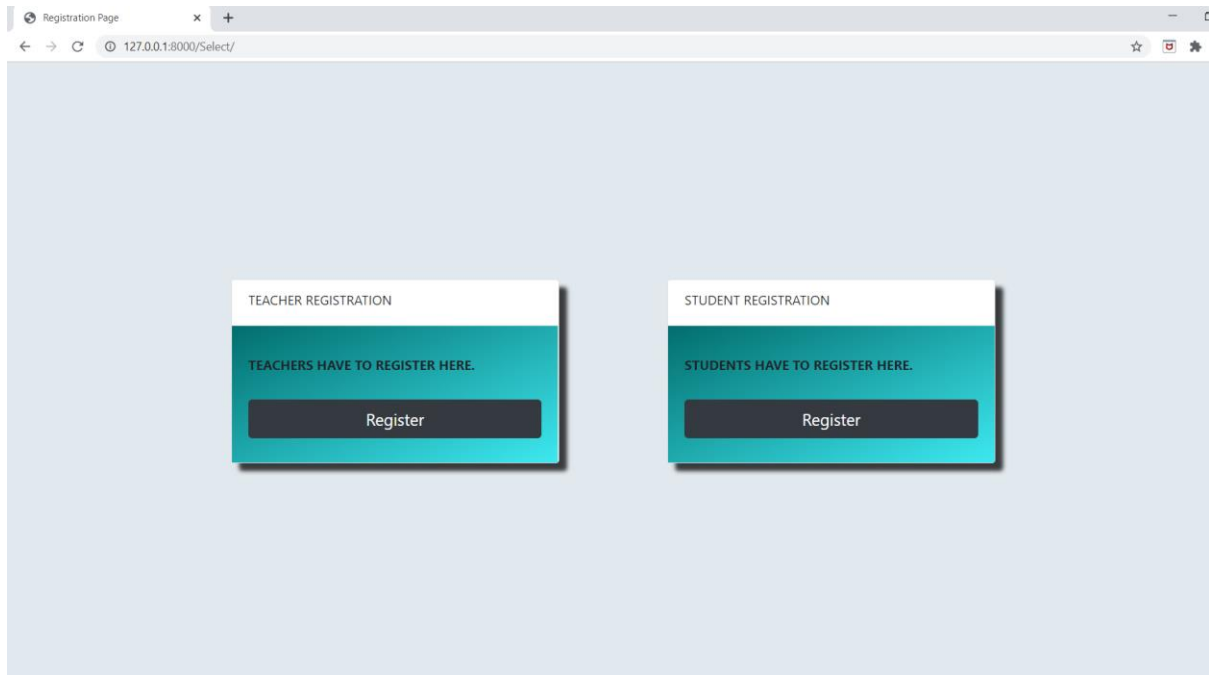 Registration Page
127.0.0.1:8000/Select/
TEACHER REGISTRATION
TEACHERS HAVE TO REGISTER HERE.
Register
STUDENT REGISTRATION
STUDENTS HAVE TO REGISTER HERE.
Register